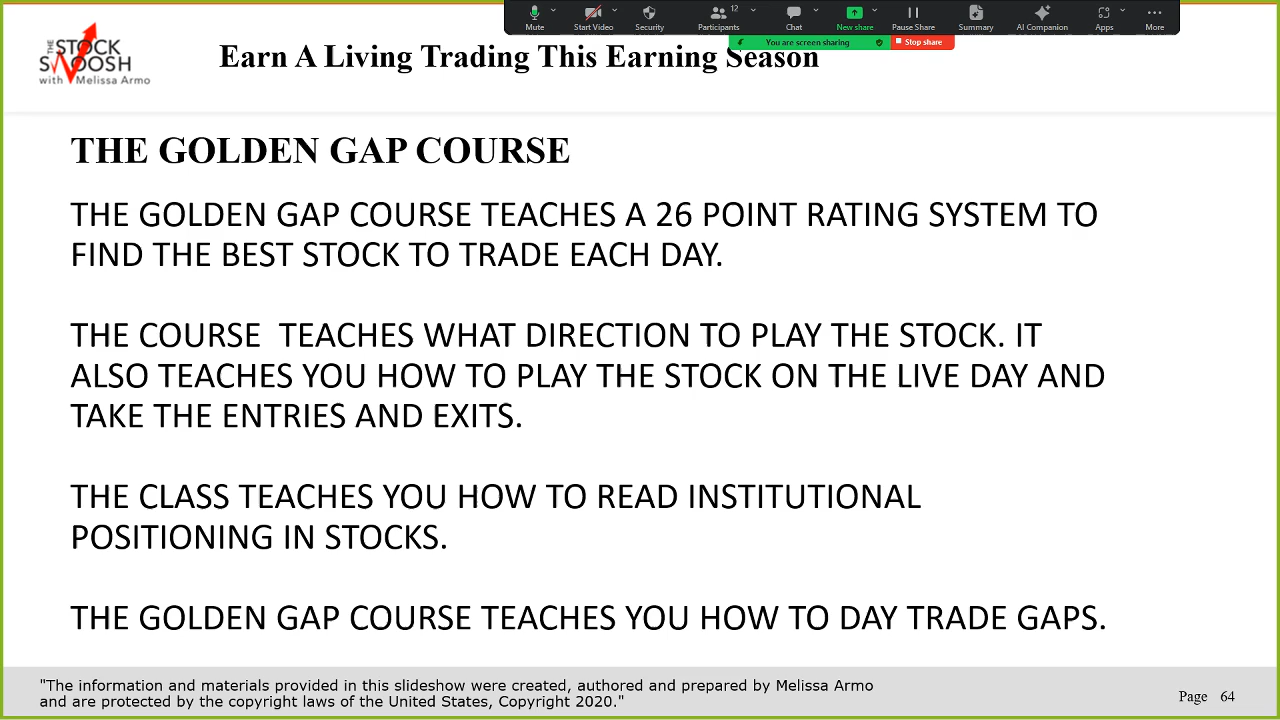 Mute
Start Video
Security
Participants
12
Chat
New share
Pause Share
Summary
AI Companion
Apps
More
You are screen sharing
Stop share
THE
STOCK
SWOOSH
with Melissa Armo
Earn A Living Trading This Earning Season
THE GOLDEN GAP COURSE
THE GOLDEN GAP COURSE TEACHES A 26 POINT RATING SYSTEM TO
FIND THE BEST STOCK TO TRADE EACH DAY.
THE COURSE  TEACHES WHAT DIRECTION TO PLAY THE STOCK. IT
ALSO TEACHES YOU HOW TO PLAY THE STOCK ON THE LIVE DAY AND
TAKE THE ENTRIES AND EXITS.
THE CLASS TEACHES YOU HOW TO READ INSTITUTIONAL
POSITIONING IN STOCKS.
THE GOLDEN GAP COURSE TEACHES YOU HOW TO DAY TRADE GAPS.
"The information and materials provided in this slideshow were created, authored and prepared by Melissa Armo
and are protected by the copyright laws of the United States, Copyright 2020."
Page 64